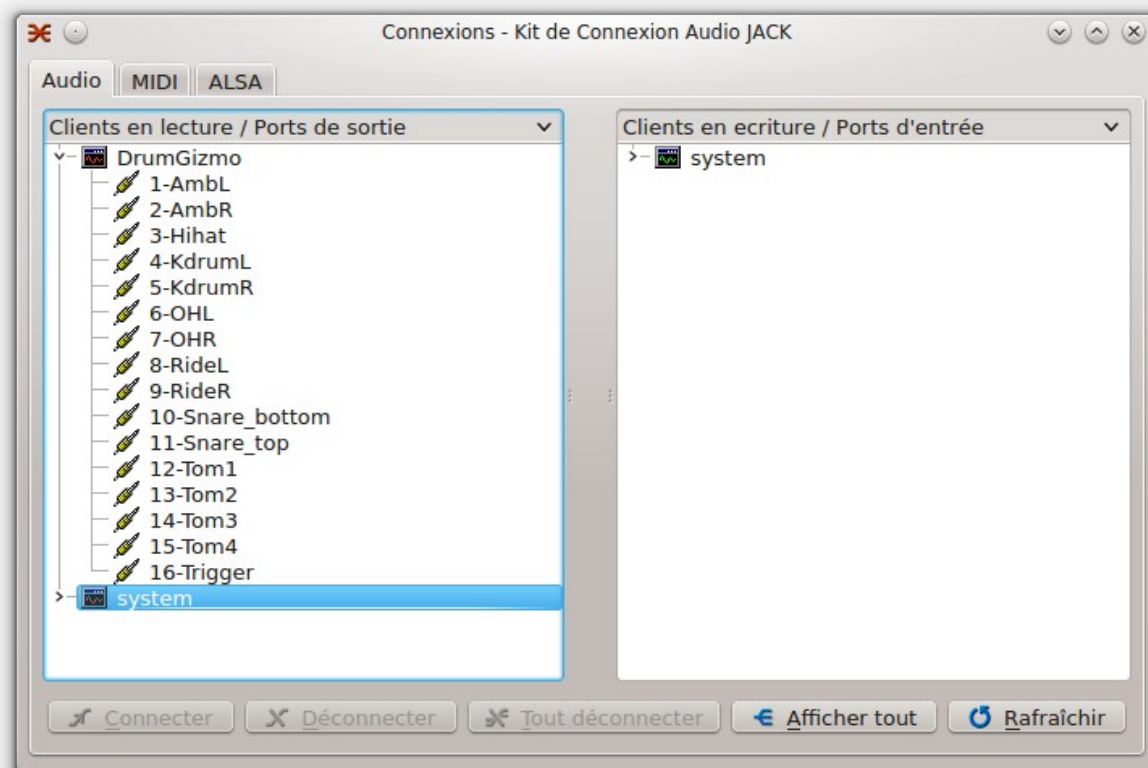 Connexions - Kit de Connexion Audio JACK
Audio MIDI ALSA
Clients en lecture / Ports de sortie
DrumGizmo
1-AmbL
2-AmbR
3-Hihat
4-KdrumL
5-KdrumR
6-OHL
7-OHR
8-RideL
9-RideR
10-Snare_bottom
11-Snare_top
12-Tom1
13-Tom2
14-Tom3
15-Tom4
16-Trigger
system
Clients en ecriture / Ports d'entrée
system
Connecter Déconnecter Tout déconnecter Afficher tout Rafraîchir